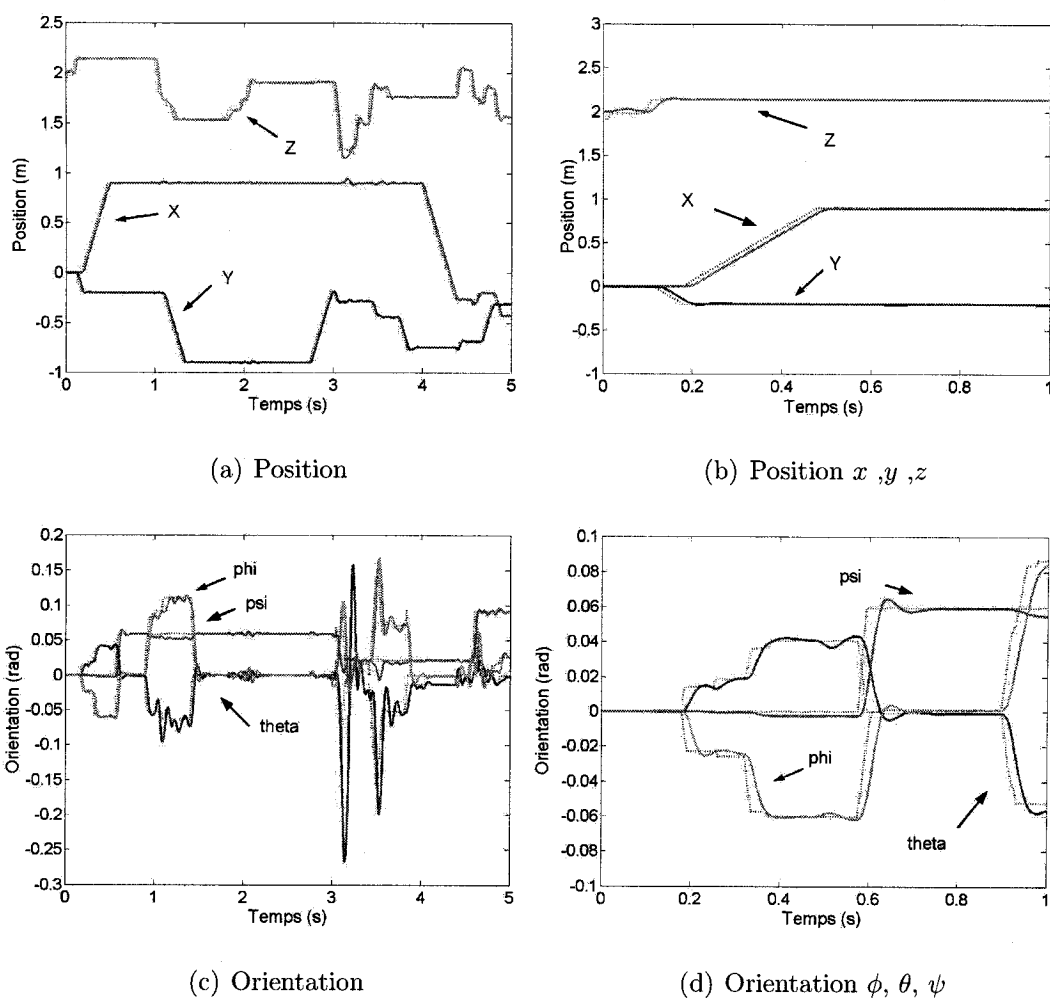 2.5
2
1.5
1
0.5
0
-0.5
-1
Position (m)
Z
X
Y
0 1 2 3 4 5
Temps (s)
(a) Position
3
2.5
2
1.5
1
0.5
0
-0.5
-1
Position (m)
Z
X
Y
0 0.2 0.4 0.6 0.8 1
Temps (s)
(b) Position x ,y ,z
0.2
0.15
0.1
0.05
0
-0.05
-0.1
-0.15
-0.2
-0.25
-0.3
Orientation (rad)
phi
psi
theta
0 1 2 3 4 5
Temps (s)
(c) Orientation
0.1
0.08
0.06
0.04
0.02
0
-0.02
-0.04
-0.06
-0.08
-0.1
Orientation (rad)
psi
phi
theta
0 0.2 0.4 0.6 0.8 1
Temps (s)
(d) Orientation ϕ, θ, ψ